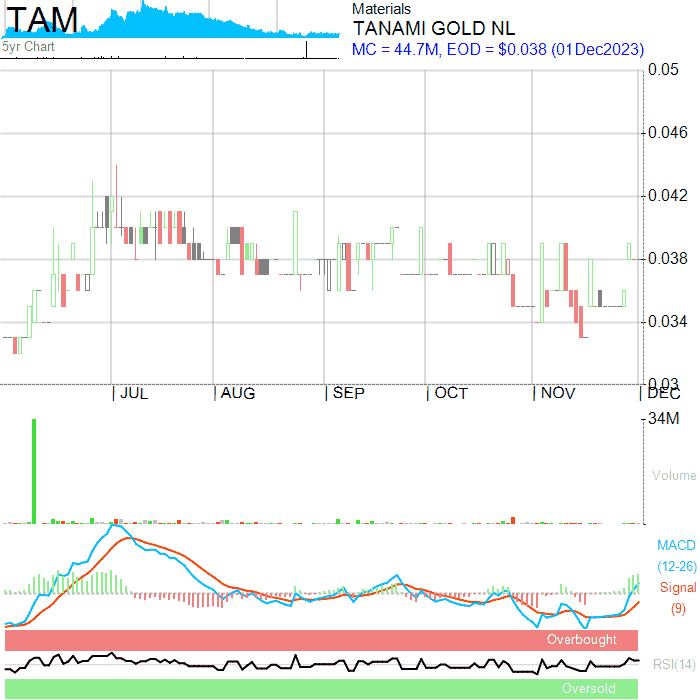 TAM
Materials
TANAMI GOLD NL
5yr Chart
MC = 44.7M, EOD = $0.038 (01Dec2023)
0.05
0.046
0.042
0.038
0.034
0.03
JUL
AUG
SEP
OCT
NOV
DEC
34M
Volume
MACD
(12-26)
Signal
(9)
Overbought
RSI(14)
Oversold